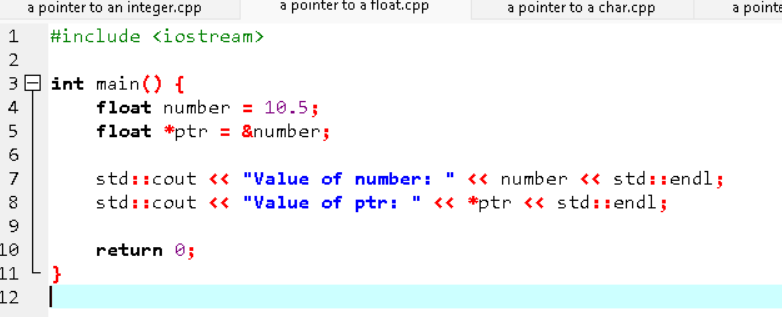 a pointer to an integer.cpp a pointer to a float.cpp a pointer to a char.cpp a pointe
1 #include <iostream>
2
3 int main() {
4 float number = 10.5;
5 float *ptr = &number;
6
7 std::cout << "Value of number: " << number << std::endl;
8 std::cout << "Value of ptr: " << *ptr << std::endl;
9
10 return 0;
11 }
12